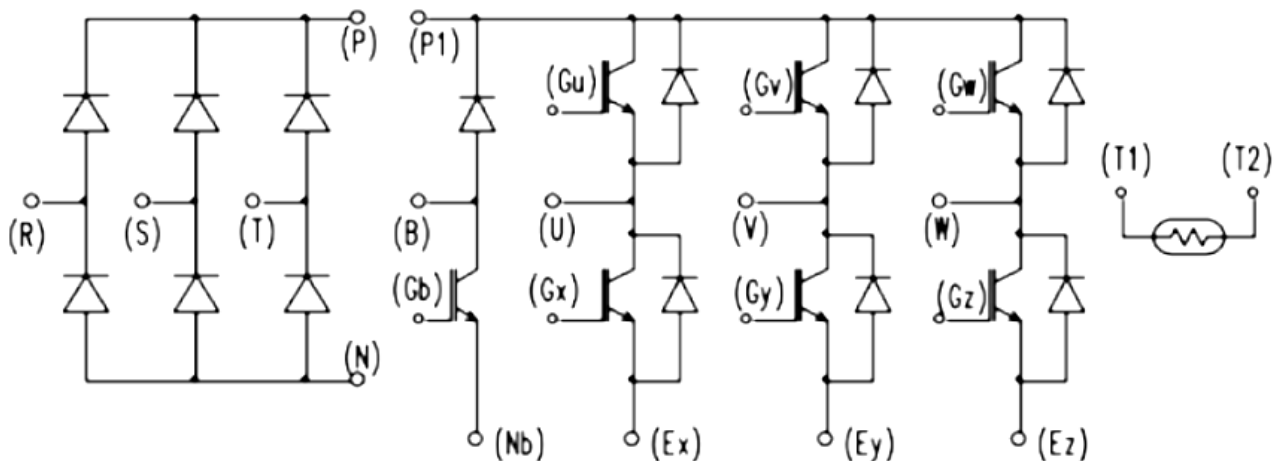 (P) (P1)
(Gu) (Gv) (Gw)
(T1) (T2)
(R) (S) (T) (B) (U) (V) (W)
(Gb) (Gx) (Gy) (Gz)
(N)
(Nb) (Ex) (Ey) (Ez)